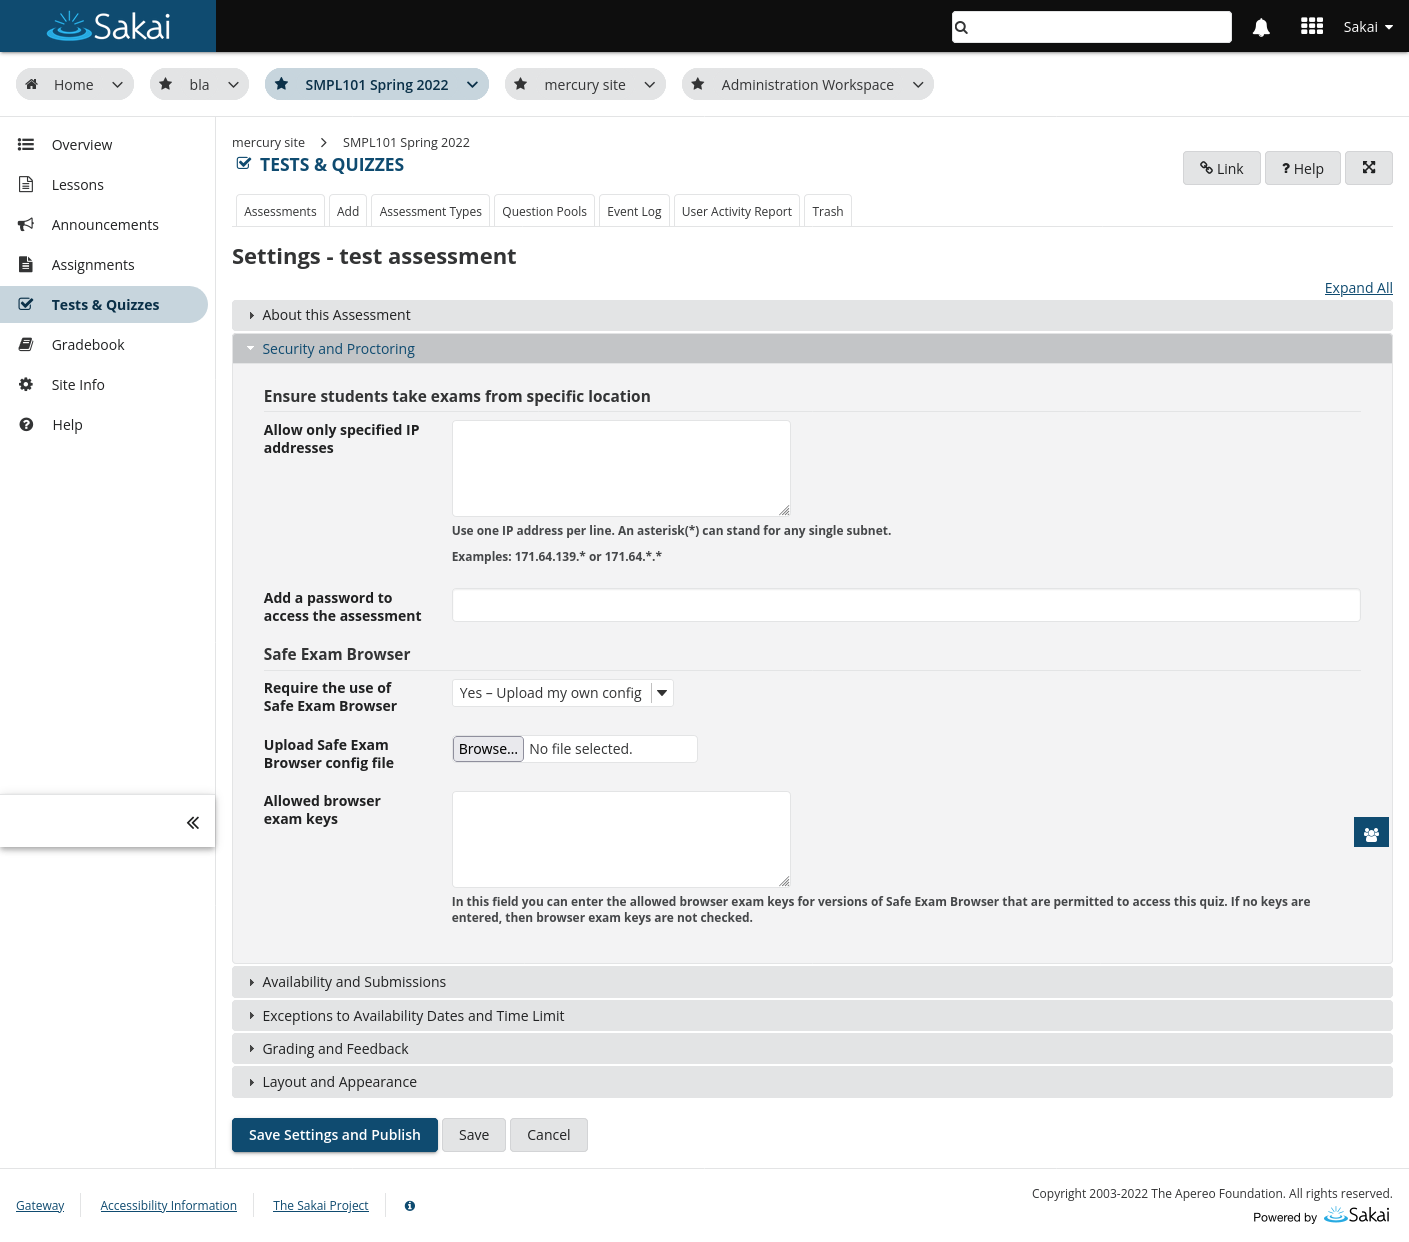 Sakai
Sakai
Home
bla
SMPL101 Spring 2022
mercury site
Administration Workspace
Overview
Lessons
Announcements
Assignments
Tests & Quizzes
Gradebook
Site Info
Help
mercury site
SMPL101 Spring 2022
TESTS & QUIZZES
Link
? Help
Assessments
Add
Assessment Types
Question Pools
Event Log
User Activity Report
Trash
Settings - test assessment
Expand All
About this Assessment
Security and Proctoring
Ensure students take exams from specific location
Allow only specified IP
addresses
Use one IP address per line. An asterisk(*) can stand for any single subnet.
Examples: 171.64.139.* or 171.64.*.*
Add a password to
access the assessment
Safe Exam Browser
Require the use of
Safe Exam Browser
Yes – Upload my own config
Upload Safe Exam
Browser config file
Browse... No file selected.
Allowed browser
exam keys
In this field you can enter the allowed browser exam keys for versions of Safe Exam Browser that are permitted to access this quiz. If no keys are
entered, then browser exam keys are not checked.
Availability and Submissions
Exceptions to Availability Dates and Time Limit
Grading and Feedback
Layout and Appearance
Save Settings and Publish
Save
Cancel
Gateway
Accessibility Information
The Sakai Project
Copyright 2003-2022 The Apereo Foundation. All rights reserved.
Powered by Sakai